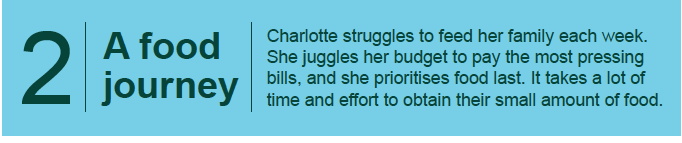 2
A food
journey
Charlotte struggles to feed her family each week.
She juggles her budget to pay the most pressing
bills, and she prioritises food last. It takes a lot of
time and effort to obtain their small amount of food.